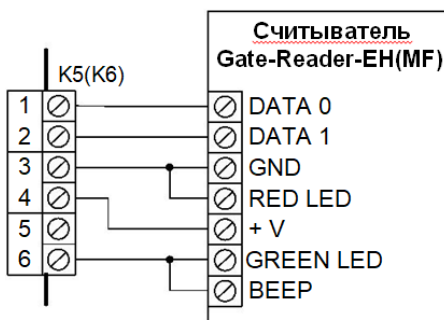 Считыватель
Gate-Reader-EH(MF)
K5(K6)
1 DATA 0
2 DATA 1
3 GND
4 RED LED
5 + V
6 GREEN LED
BEEP